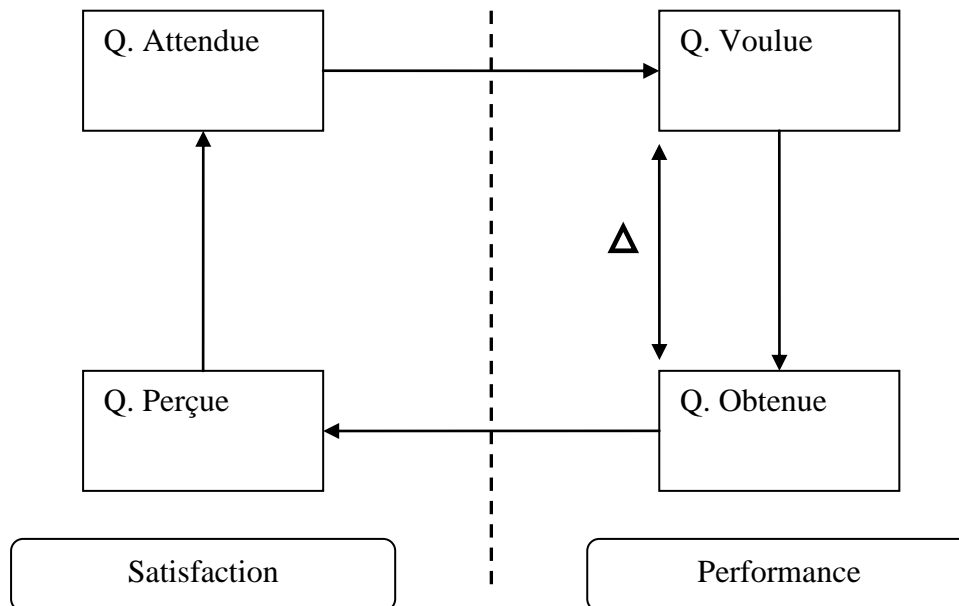 Q. Attendue
Q. Voulue
Δ
Q. Perçue
Q. Obtenue
Satisfaction
Performance